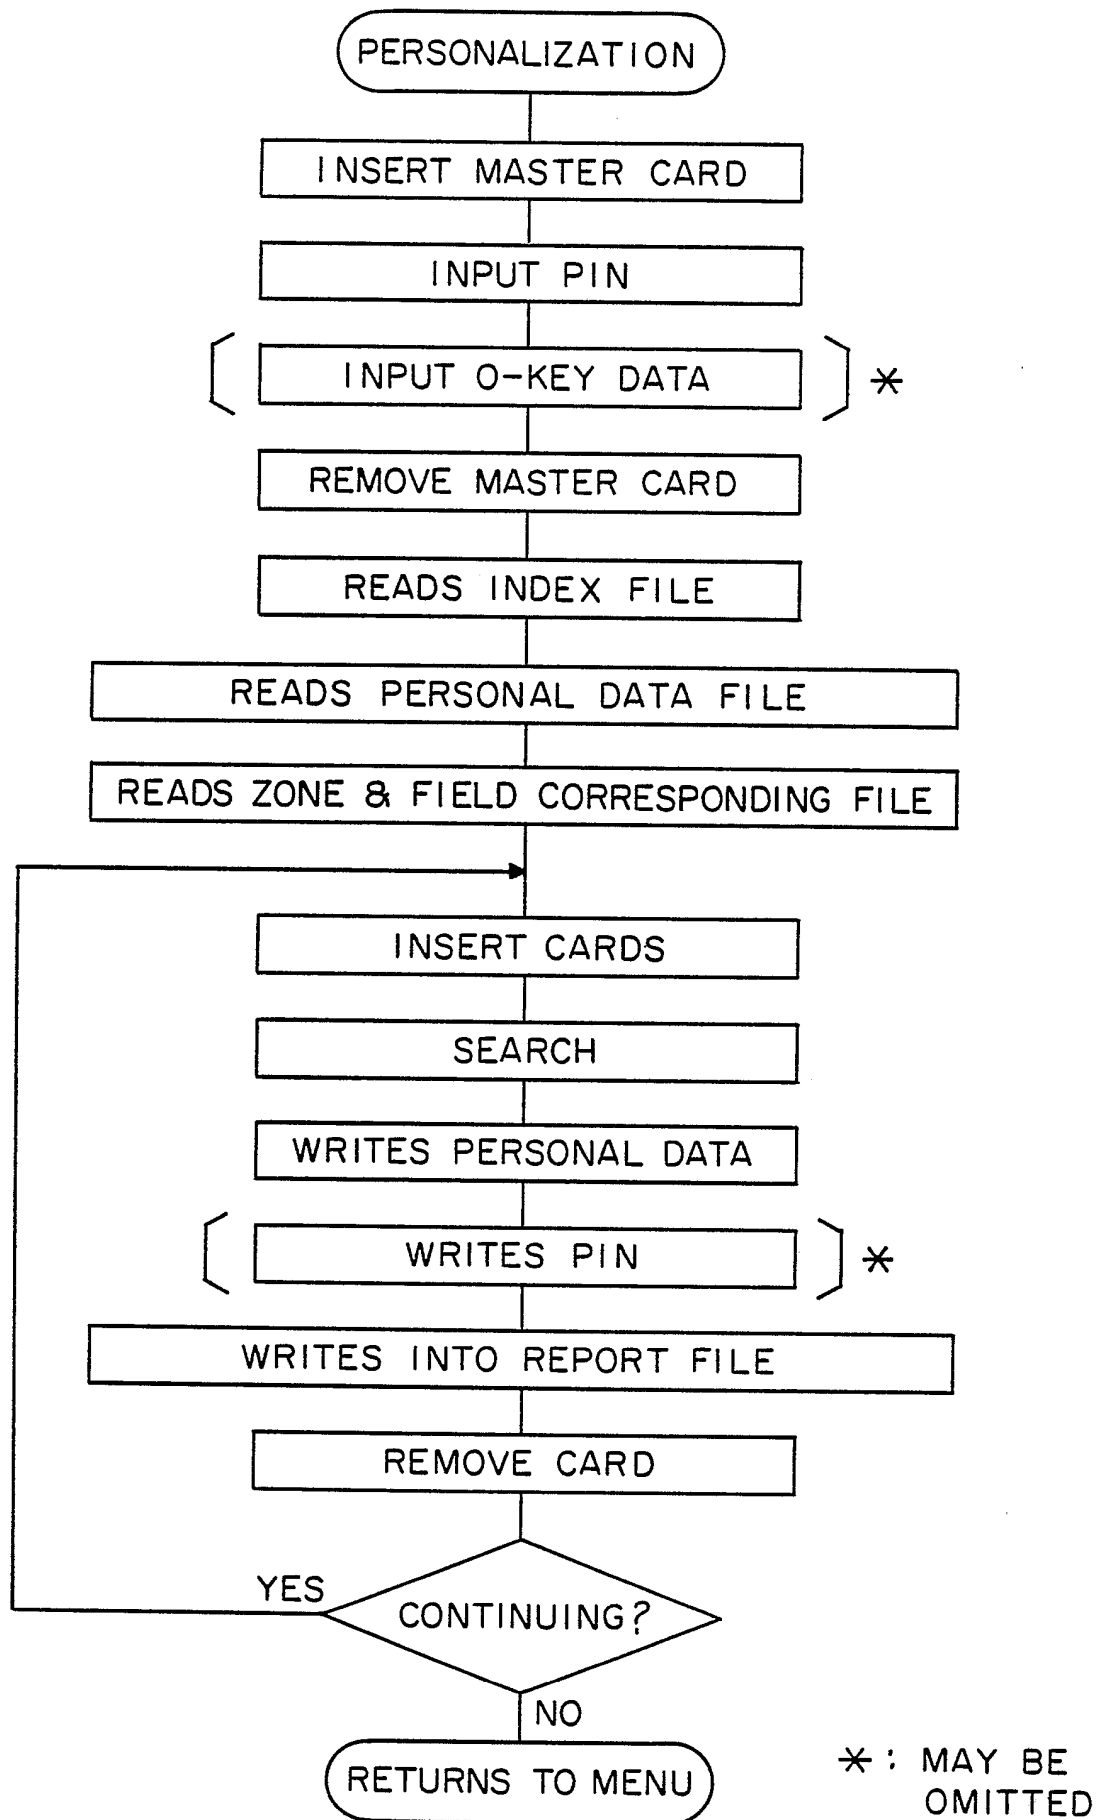 PERSONALIZATION
INSERT MASTER CARD
INPUT PIN
INPUT O-KEY DATA
*
REMOVE MASTER CARD
READS INDEX FILE
READS PERSONAL DATA FILE
READS ZONE & FIELD CORRESPONDING FILE
INSERT CARDS
SEARCH
WRITES PERSONAL DATA
WRITES PIN
*
WRITES INTO REPORT FILE
REMOVE CARD
YES
CONTINUING?
NO
RETURNS TO MENU
*: MAY BE
OMITTED